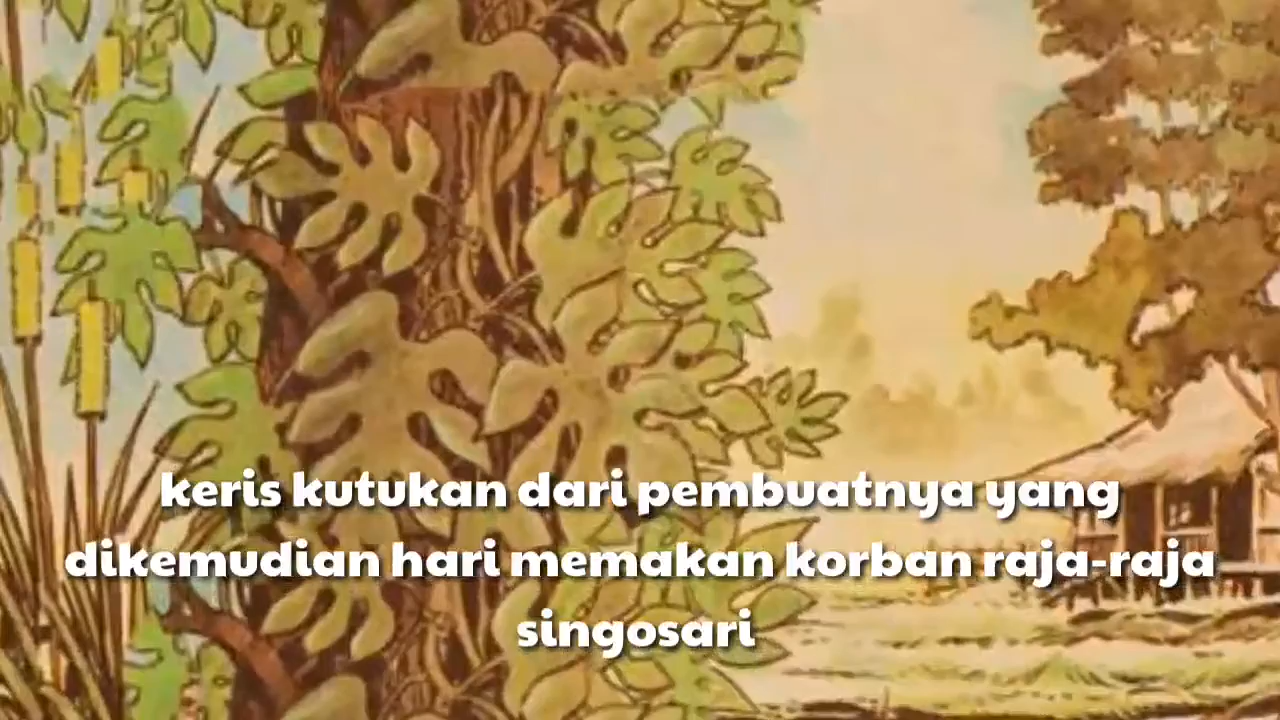 keris kutukan dari pembuatnya yang
dikemudian hari memakan korban raja-raja
singosari